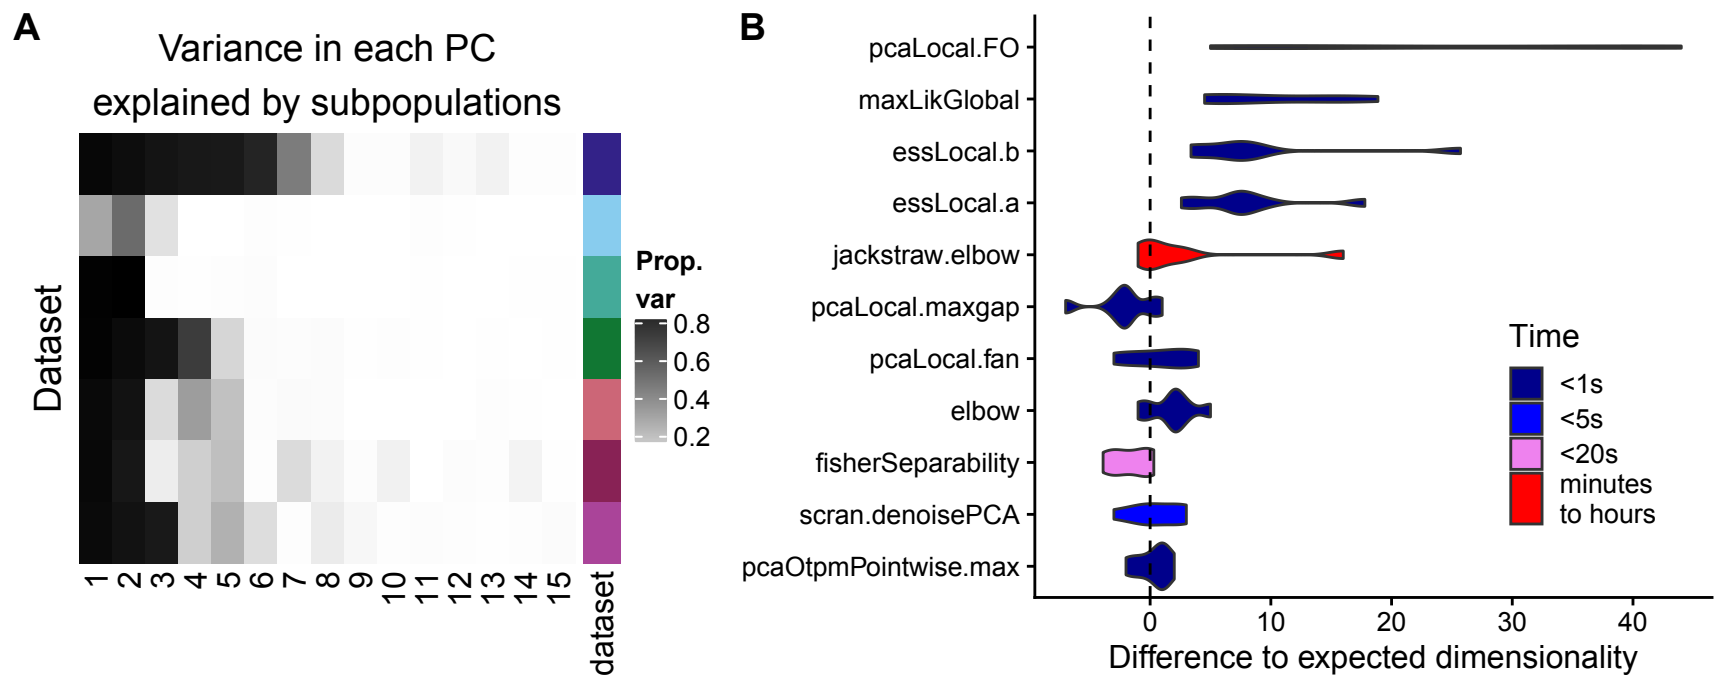 A
Variance in each PC
explained by subpopulations
Dataset
1 2 3 4 5 6 7 8 9 10 11 12 13 14 15
dataset
Prop.
var
0.8
0.6
0.4
0.2
B
pcaLocal.FO
maxLikGlobal
essLocal.b
essLocal.a
jackstraw.elbow
pcaLocal.maxgap
pcaLocal.fan
elbow
fisherSeparability
scran.denoisePCA
pcaOtpmPointwise.max
0 10 20 30 40
Difference to expected dimensionality
Time
<1s
<5s
<20s
minutes
to hours